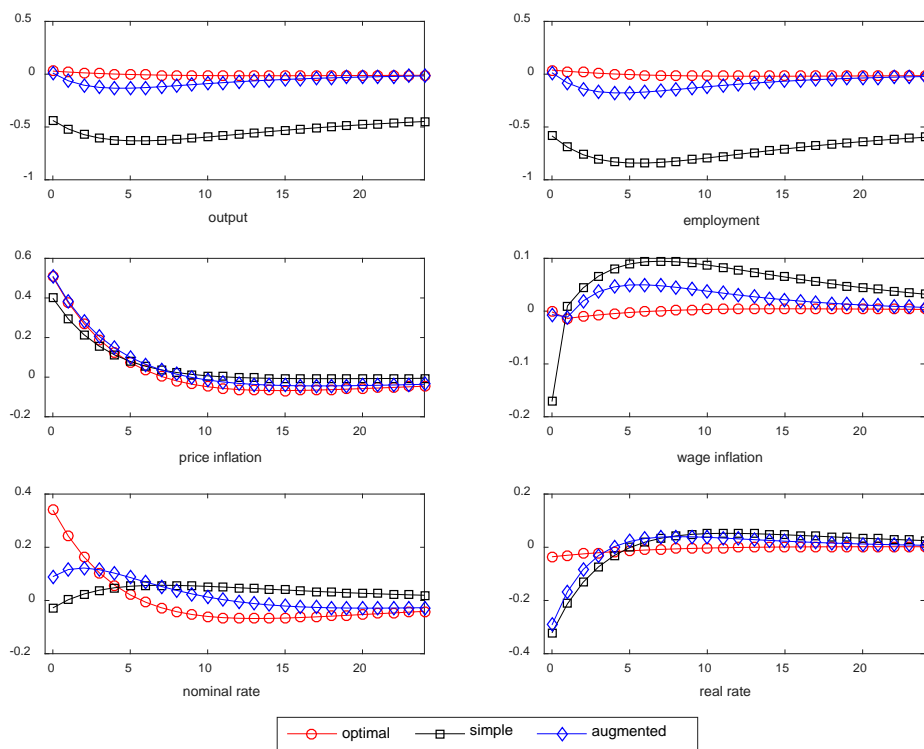 0.5
0
-0.5
-1
0 5 10 15 20
output
0.5
0
-0.5
-1
0 5 10 15 20
employment
0.6
0.4
0.2
0
-0.2
0 5 10 15 20
price inflation
0.1
0
0.1
-0.2
0 5 10 15 20
wage inflation
0.4
0.2
0
-0.2
0 5 10 15 20
nominal rate
0.2
0
-0.2
-0.4
0 5 10 15 20
real rate
optimal simple augmented